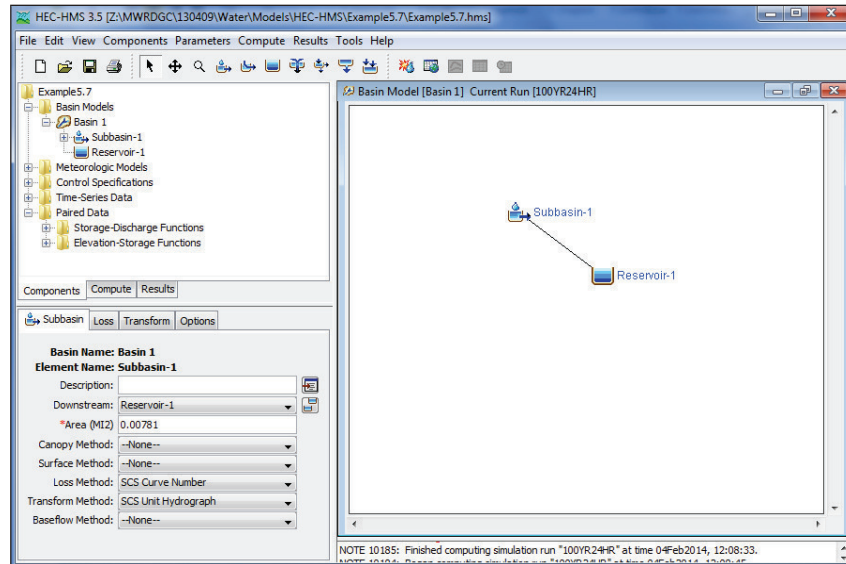 HEC-HMS 3.5 [Z:\MWRDGC\130409\Water\Models\HEC-HMS\Example5.7\Example5.7.hms]
File Edit View Components Parameters Compute Results Tools Help
Example5.7
Basin Models
Basin 1
Subbasin-1
Reservoir-1
Meteorologic Models
Control Specifications
Time-Series Data
Paired Data
Storage-Discharge Functions
Elevation-Storage Functions
Components Compute Results
Subbasin Loss Transform Options
Basin Name: Basin 1
Element Name: Subbasin-1
Description:
Downstream: Reservoir-1
*Area (MI2) 0.00781
Canopy Method: --None--
Surface Method: --None--
Loss Method: SCS Curve Number
Transform Method: SCS Unit Hydrograph
Baseflow Method: --None--
Basin Model [Basin 1] Current Run [100YR24HR]
Subbasin-1
Reservoir-1
NOTE 10185: Finished computing simulation run "100YR24HR" at time 04Feb2014, 12:08:33.